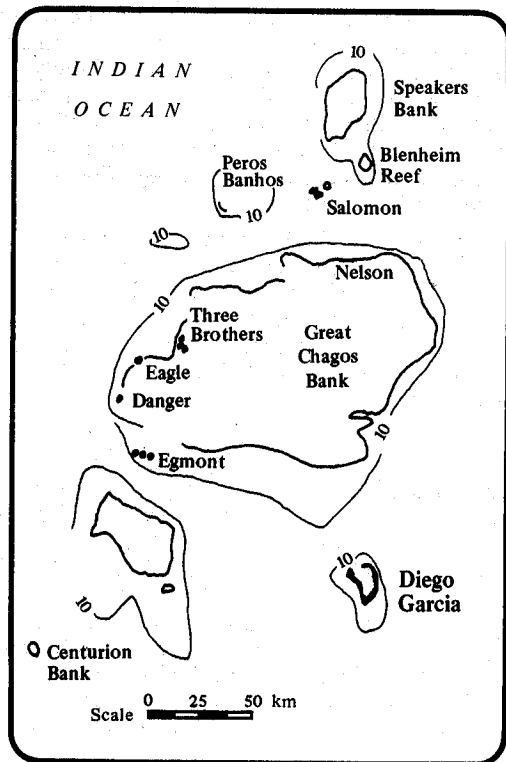 INDIAN
OCEAN
10
Speakers
Bank
Blenheim
Reef
Peros
Banhos
10
Salomon
10
Nelson
10
Three
Brothers
Great
Chagos
Bank
Eagle
Danger
10
Egmont
10
Diego
Garcia
10
Centurion
Bank
0 25 50 km
Scale